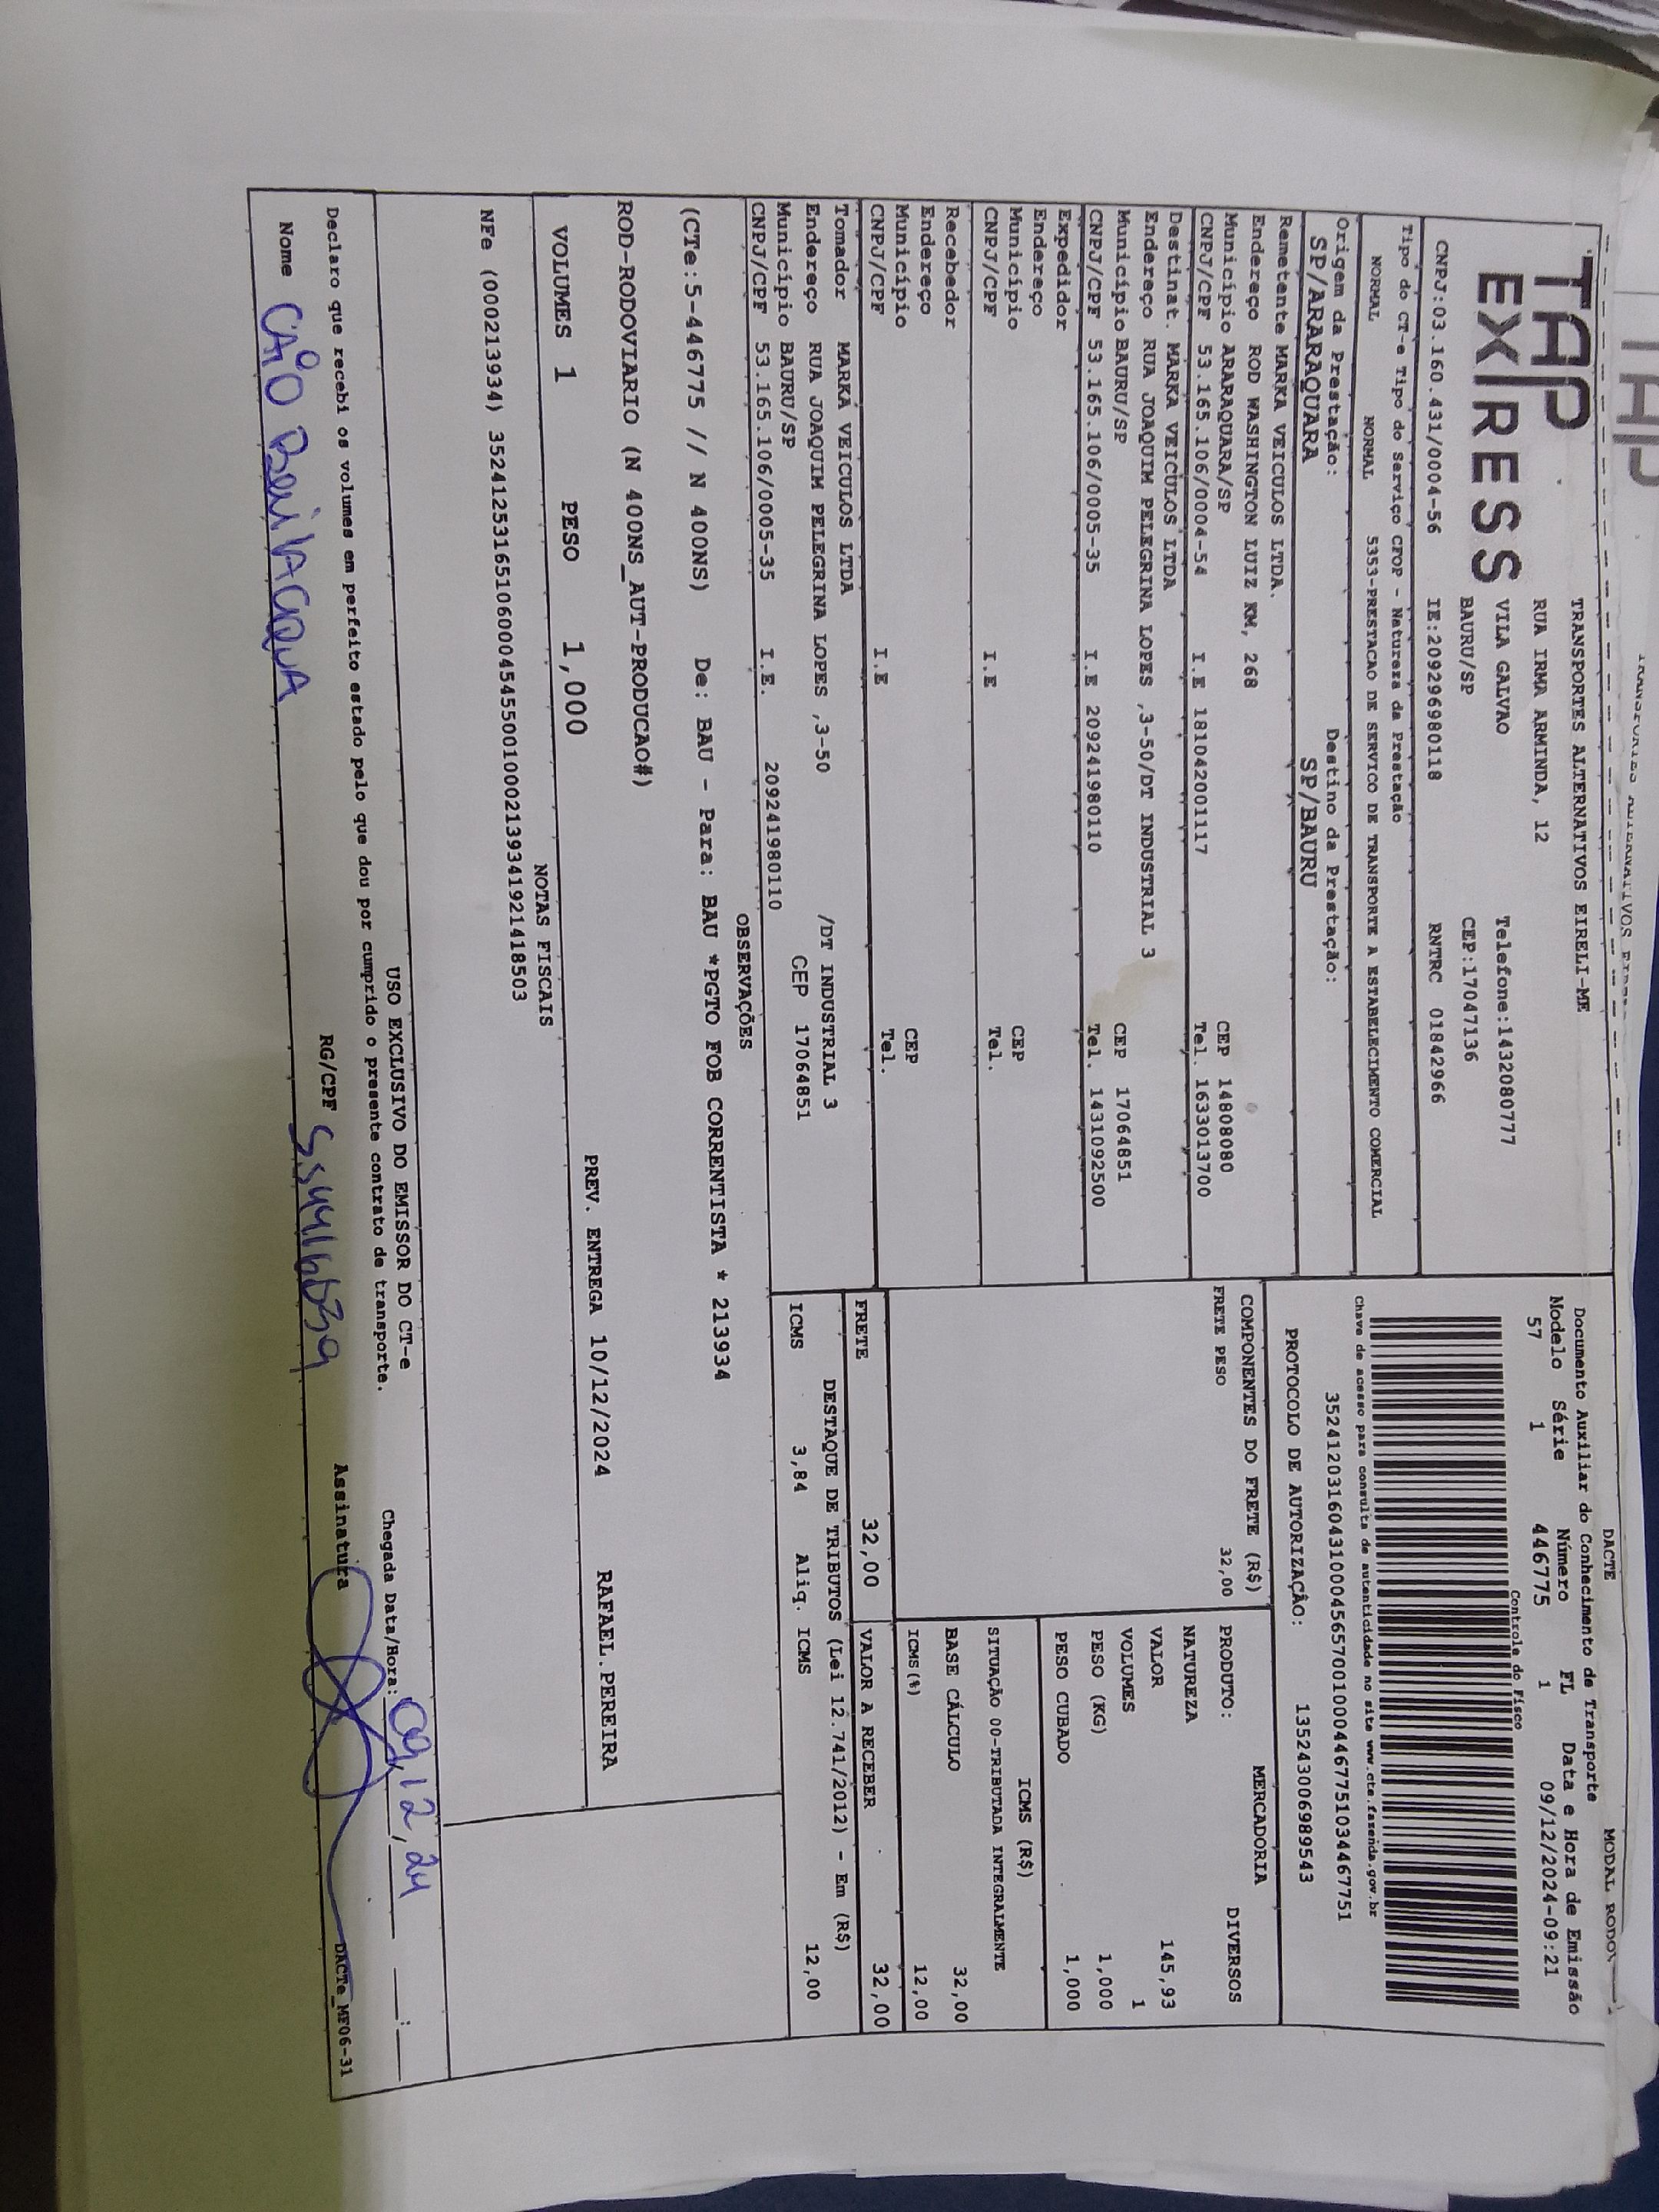 TAP
EXPRESS
TRANSPORTES ALTERNATIVOS EIRELI-ME
RUA IRMA ARMINDA, 12
VILA GALVAO Telefone:1432080777
BAURU/SP CEP:17047136
CNPJ:03.160.431/0004-56 IE:209296980118 RNTRC 01842966
DACTE
Documento Auxiliar do Conhecimento de Transporte
MODAL
Modelo Série Número FL Data e Hora de Emissão
57 1 446775 1 09/12/2024-09:21
Controle do Fisco
Chave de acesso para consulta de autenticidade no site www.cte.fazenda.gov.br
35241203160431000456570010004467751034467751
PROTOCOLO DE AUTORIZAÇÃO: 135243006989543
Tipo do CT-e Tipo do Serviço CFOP - Natureza da Prestação
NORMAL NORMAL 5353-PRESTACAO DE SERVICO DE TRANSPORTE A ESTABELECIMENTO COMERCIAL
Origem da Prestação: Destino da Prestação:
SP/ARARAQUARA SP/BAURU
Remetente MARKA VEICULOS LTDA.
Endereço ROD WASHINGTON LUIZ KM, 268
Município ARARAQUARA/SP CEP 14808080
CNPJ/CPF 53.165.106/0004-54 I.E 181042001117 Tel. 1633013700
Destinat. MARKA VEICULOS LTDA
Endereço RUA JOAQUIM PELEGRINA LOPES ,3-50/DT INDUSTRIAL 3
Município BAURU/SP CEP 17064851
CNPJ/CPF 53.165.106/0005-35 I.E 209241980110 Tel. 1431092500
Expedidor
Endereço
Município CEP
CNPJ/CPF I.E Tel.
Recebedor
Endereço
Município CEP
CNPJ/CPF I.E Tel.
Tomador MARKA VEICULOS LTDA
Endereço RUA JOAQUIM PELEGRINA LOPES ,3-50 /DT INDUSTRIAL 3
Município BAURU/SP CEP 17064851
CNPJ/CPF 53.165.106/0005-35 I.E. 209241980110
COMPONENTES DO FRETE (R$)
FRETE PESO 32,00
MERCADORIA
PRODUTO: DIVERSOS
NATUREZA
VALOR 145,93
VOLUMES 1
PESO (KG) 1,000
PESO CUBADO 1,000
ICMS (R$)
SITUAÇÃO 00-TRIBUTADA INTEGRALMENTE
BASE CÁLCULO 32,00
ICMS(%) 12,00
FRETE 32,00 VALOR A RECEBER 32,00
DESTAQUE DE TRIBUTOS (Lei 12.741/2012) - Em (R$)
ICMS 3,84 Aliq. ICMS 12,00
OBSERVAÇÕES
(CTe:5-446775 // N 400NS) De: BAU - Para: BAU *PGTO FOB CORRENTISTA * 213934
ROD-RODOVIARIO (N 400NS_AUT-PRODUCAO#)
VOLUMES 1 PESO 1,000 PREV. ENTREGA 10/12/2024 RAFAEL.PEREIRA
NOTAS FISCAIS
NFe (000213934) 35241253165106000454550010002139341921418503
USO EXCLUSIVO DO EMISSOR DO CT-e
Declaro que recebi os volumes em perfeito estado pelo que dou por cumprido o presente contrato de transporte.
Chegada Data/Hora: 09,12,24 __:__
Nome CAIO BevilACQUA RG/CPF Assinatura
DACTe_MF06-31